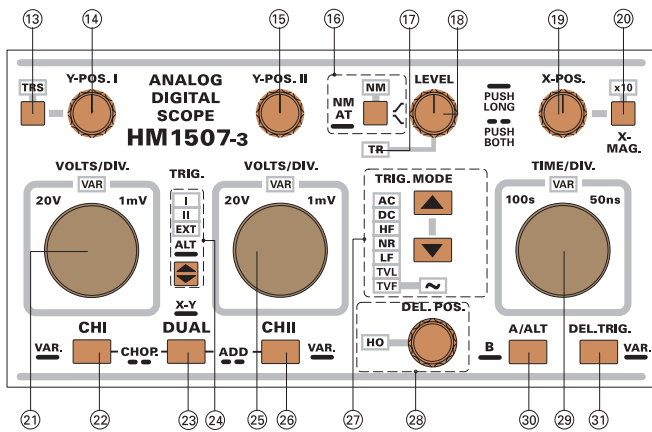 13 14 15 16 17 18 19 20
TRS
Y-POS. I
ANALOG
DIGITAL
SCOPE
HM1507-3
Y-POS. II
NM
AT
NM
LEVEL
TR
PUSH
LONG
PUSH
BOTH
X-POS.
x10
X-
MAG.
VOLTS/DIV.
VAR
20V 1mV
TRIG.
I
II
EXT
ALT
VOLTS/DIV.
VAR
20V 1mV
TRIG. MODE
AC
DC
HF
NR
LF
TVL
TVF
~
TIME/DIV.
VAR
100s 50ns
X-Y
CHI DUAL CHII
VAR. CHOP. ADD VAR.
DEL. POS.
HO
A/ALT DEL.TRIG.
B VAR.
21 22 23 24 25 26 27 28 30 29 31